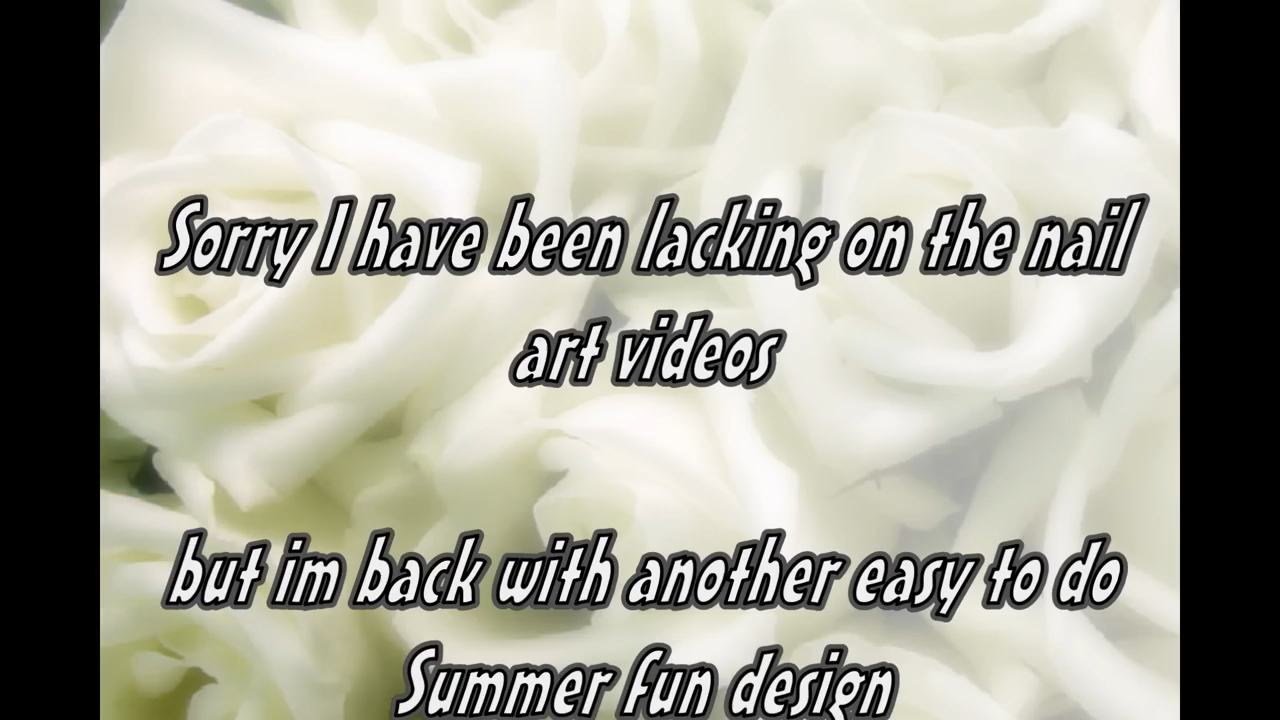 Sorry I have been lacking on the nail
art videos
but im back with another easy to do
Summer fun design